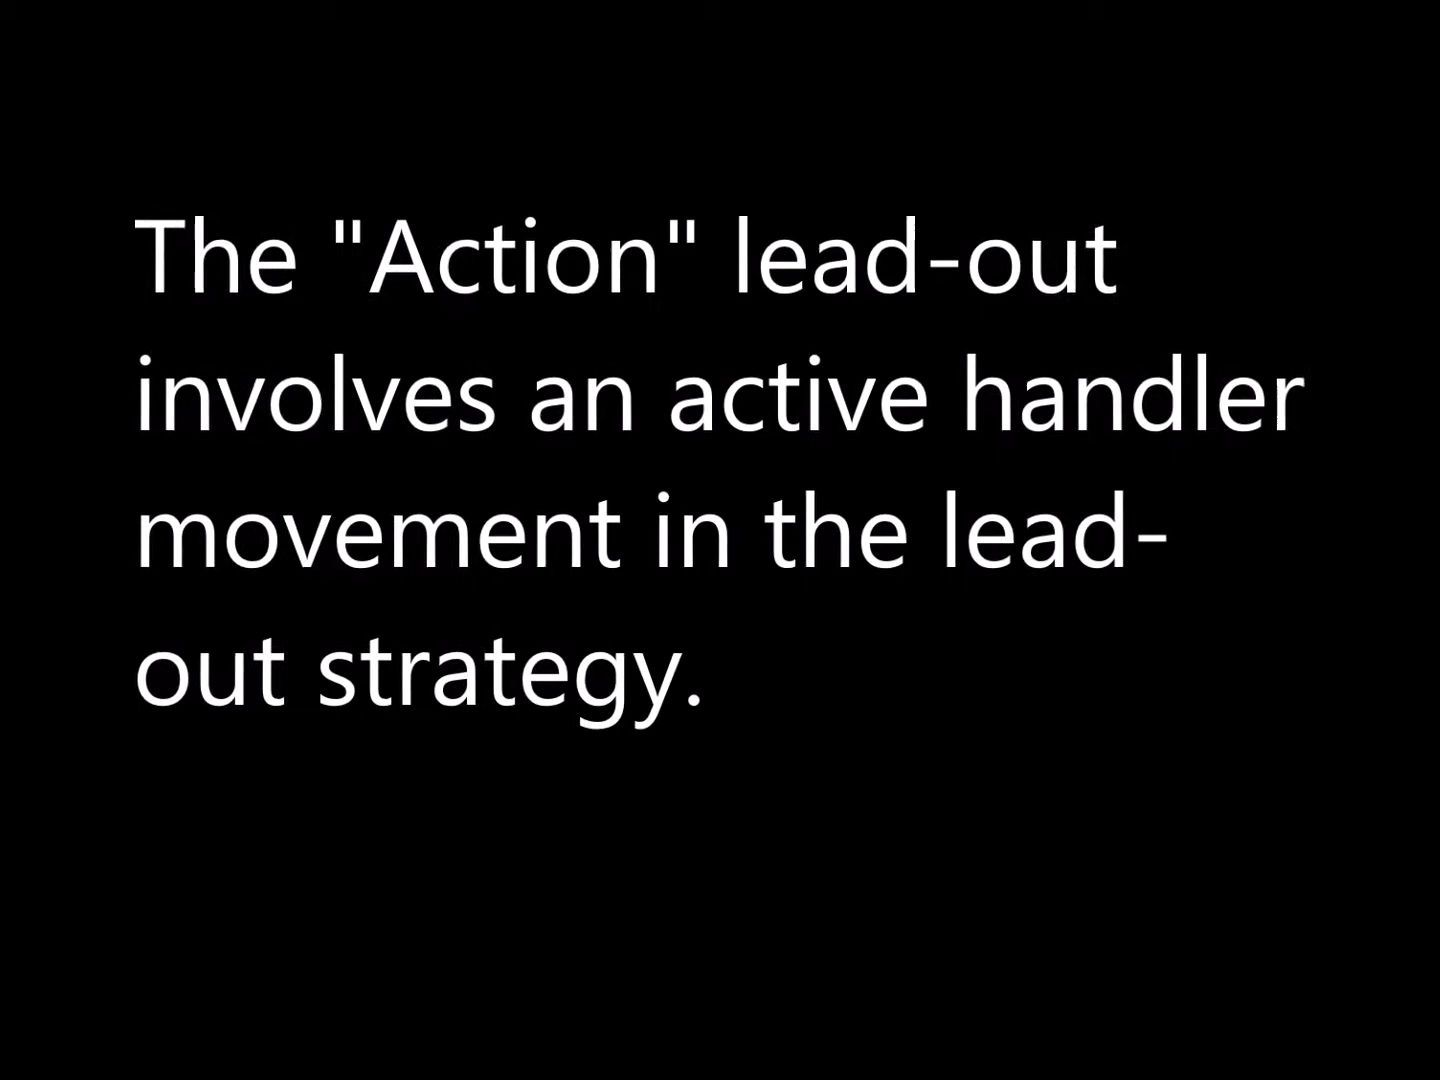 The "Action" lead-out
involves an active handler
movement in the lead-
out strategy.